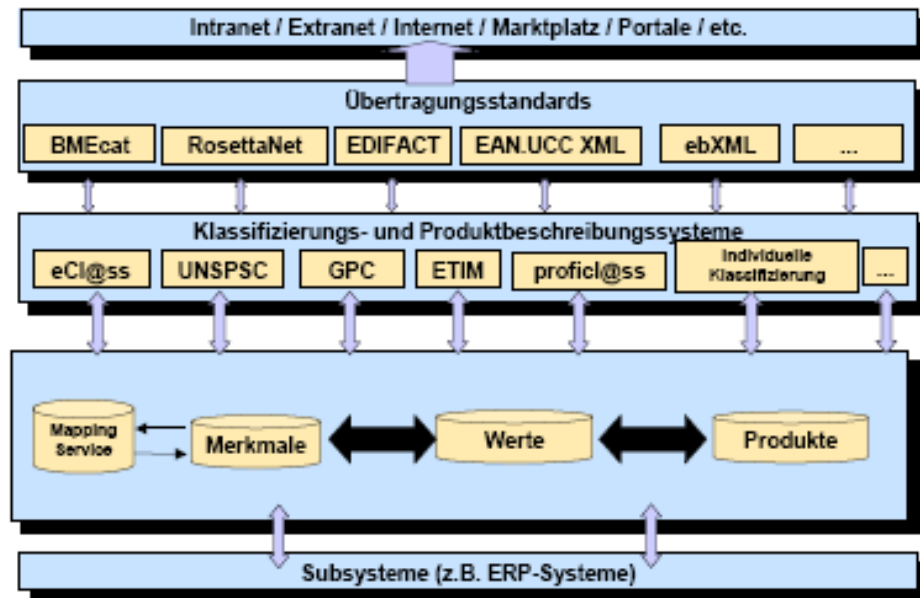 Intranet / Extranet / Internet / Marktplatz / Portale / etc.
Übertragungsstandards
BMEcat RosettaNet EDIFACT EAN.UCC XML ebXML ...
Klassifizierungs- und Produktbeschreibungssysteme
eCl@ss UNSPSC GPC ETIM proficl@ss Individuelle Klassifizierung ...
Mapping Service Merkmale Werte Produkte
Subsysteme (z.B. ERP-Systeme)